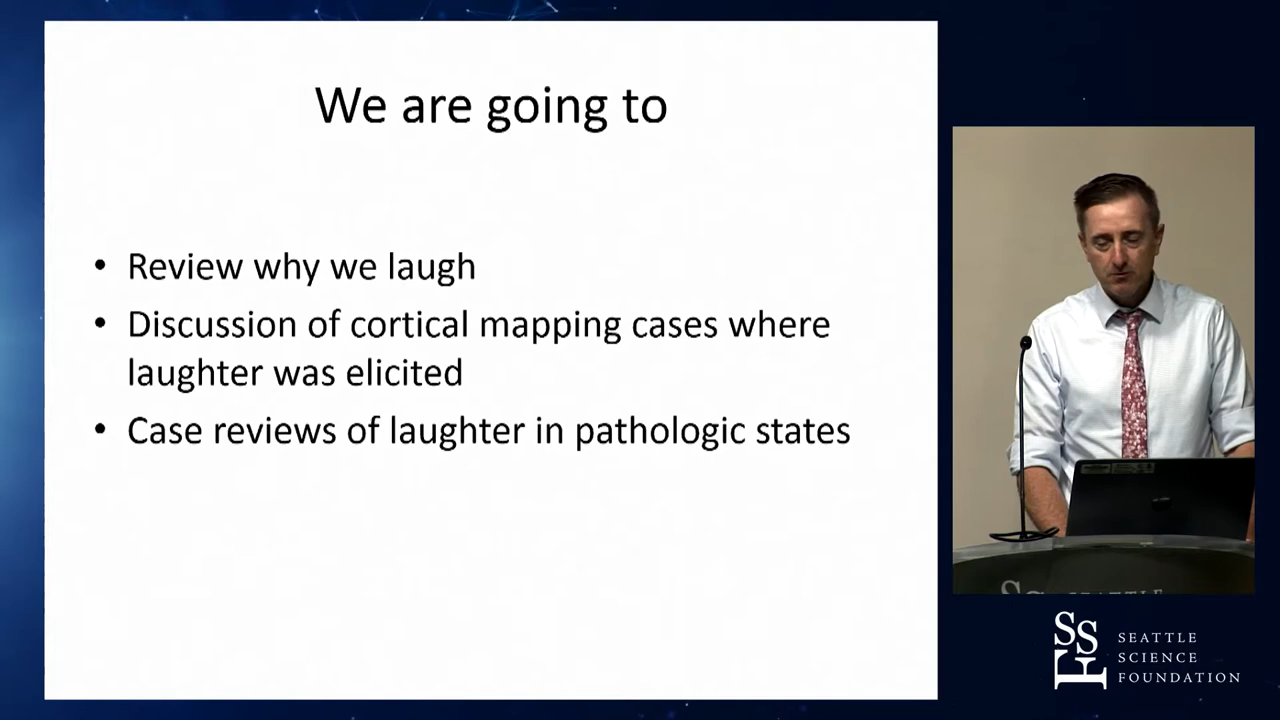 We are going to
• Review why we laugh
• Discussion of cortical mapping cases where
laughter was elicited
• Case reviews of laughter in pathologic states
SSF
SEATTLE
SCIENCE
FOUNDATION